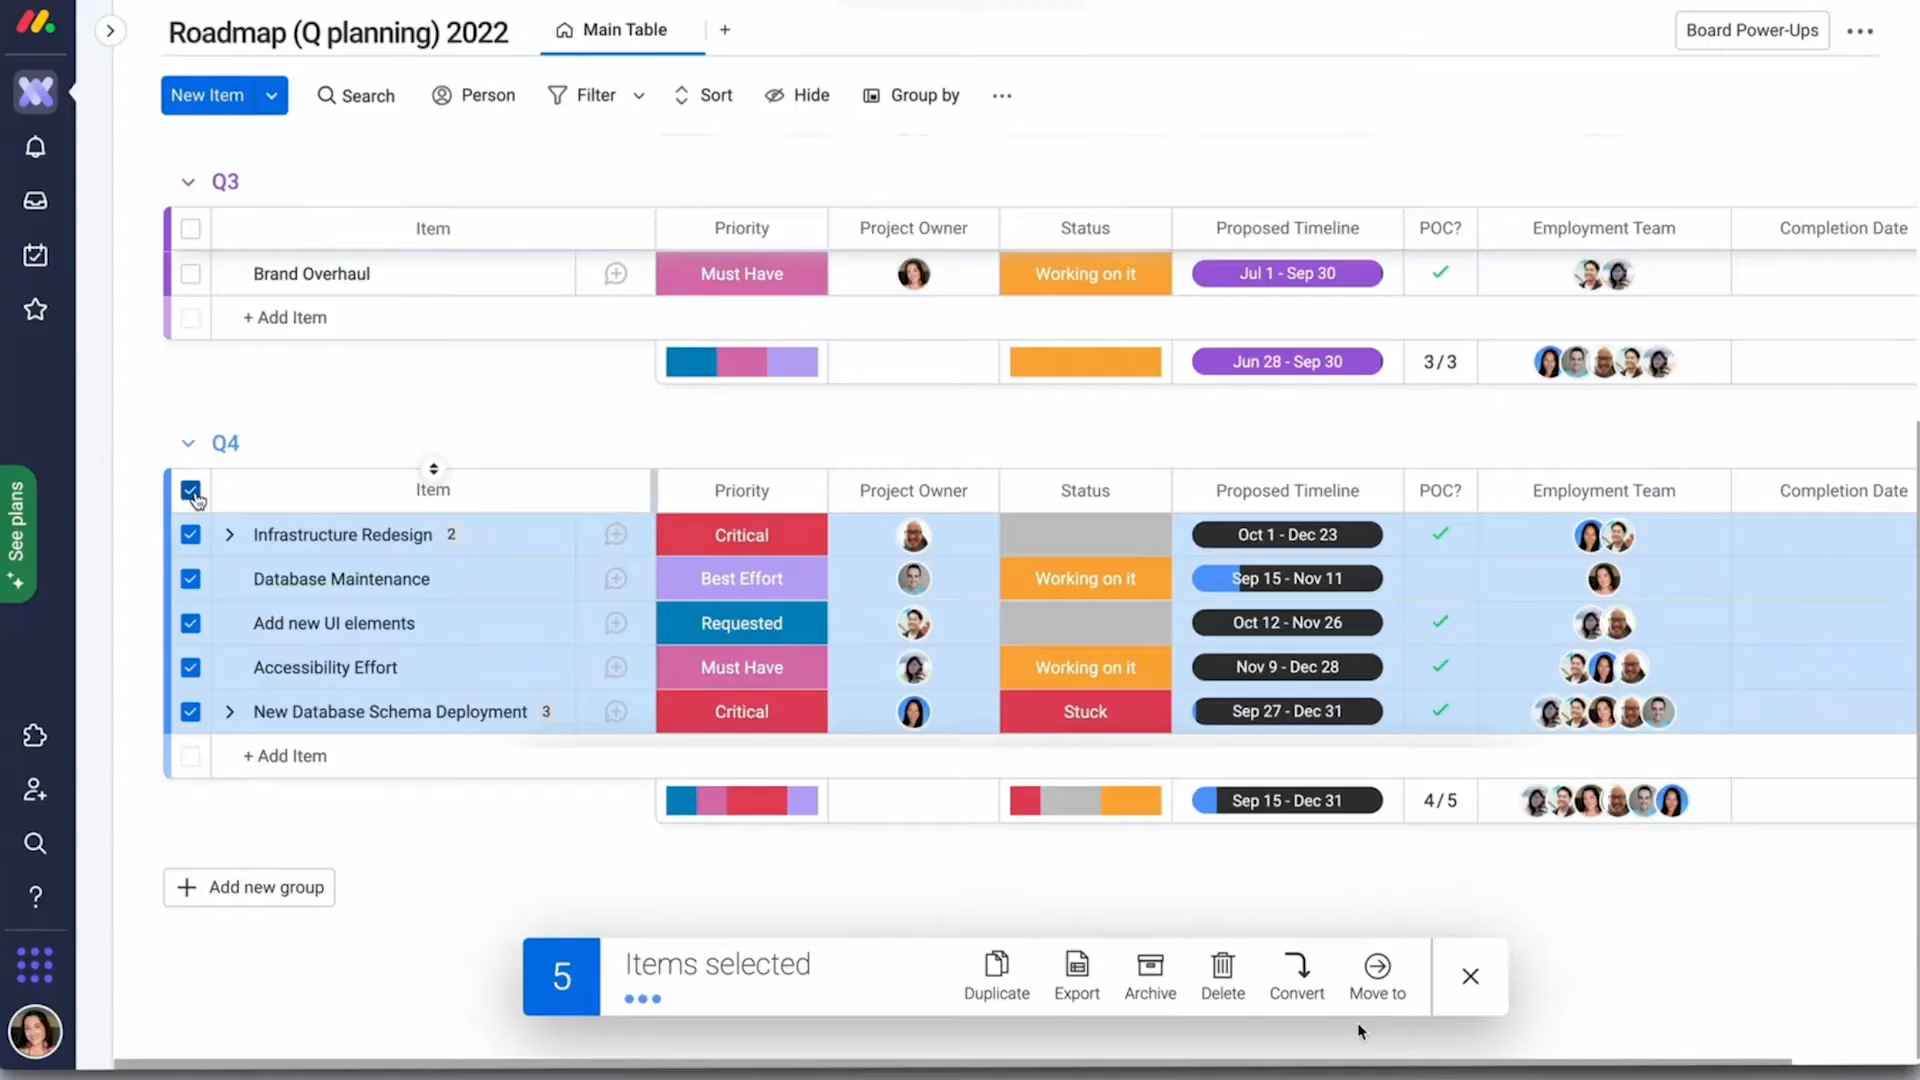 Roadmap (Q planning) 2022
Main Table
+
Board Power-Ups
New Item
Search
Person
Filter
Sort
Hide
Group by
Q3
Item Priority Project Owner Status Proposed Timeline POC? Employment Team Completion Date
Brand Overhaul Must Have Working on it Jul 1 - Sep 30
+ Add Item
Jun 28 - Sep 30 3/3
Q4
Item Priority Project Owner Status Proposed Timeline POC? Employment Team Completion Date
Infrastructure Redesign 2 Critical Oct 1 - Dec 23
Database Maintenance Best Effort Working on it Sep 15 - Nov 11
Add new UI elements Requested Oct 12 - Nov 26
Accessibility Effort Must Have Working on it Nov 9 - Dec 28
New Database Schema Deployment 3 Critical Stuck Sep 27 - Dec 31
+ Add Item
Sep 15 - Dec 31 4/5
+ Add new group
See plans
?
5 Items selected
Duplicate
Export
Archive
Delete
Convert
Move to